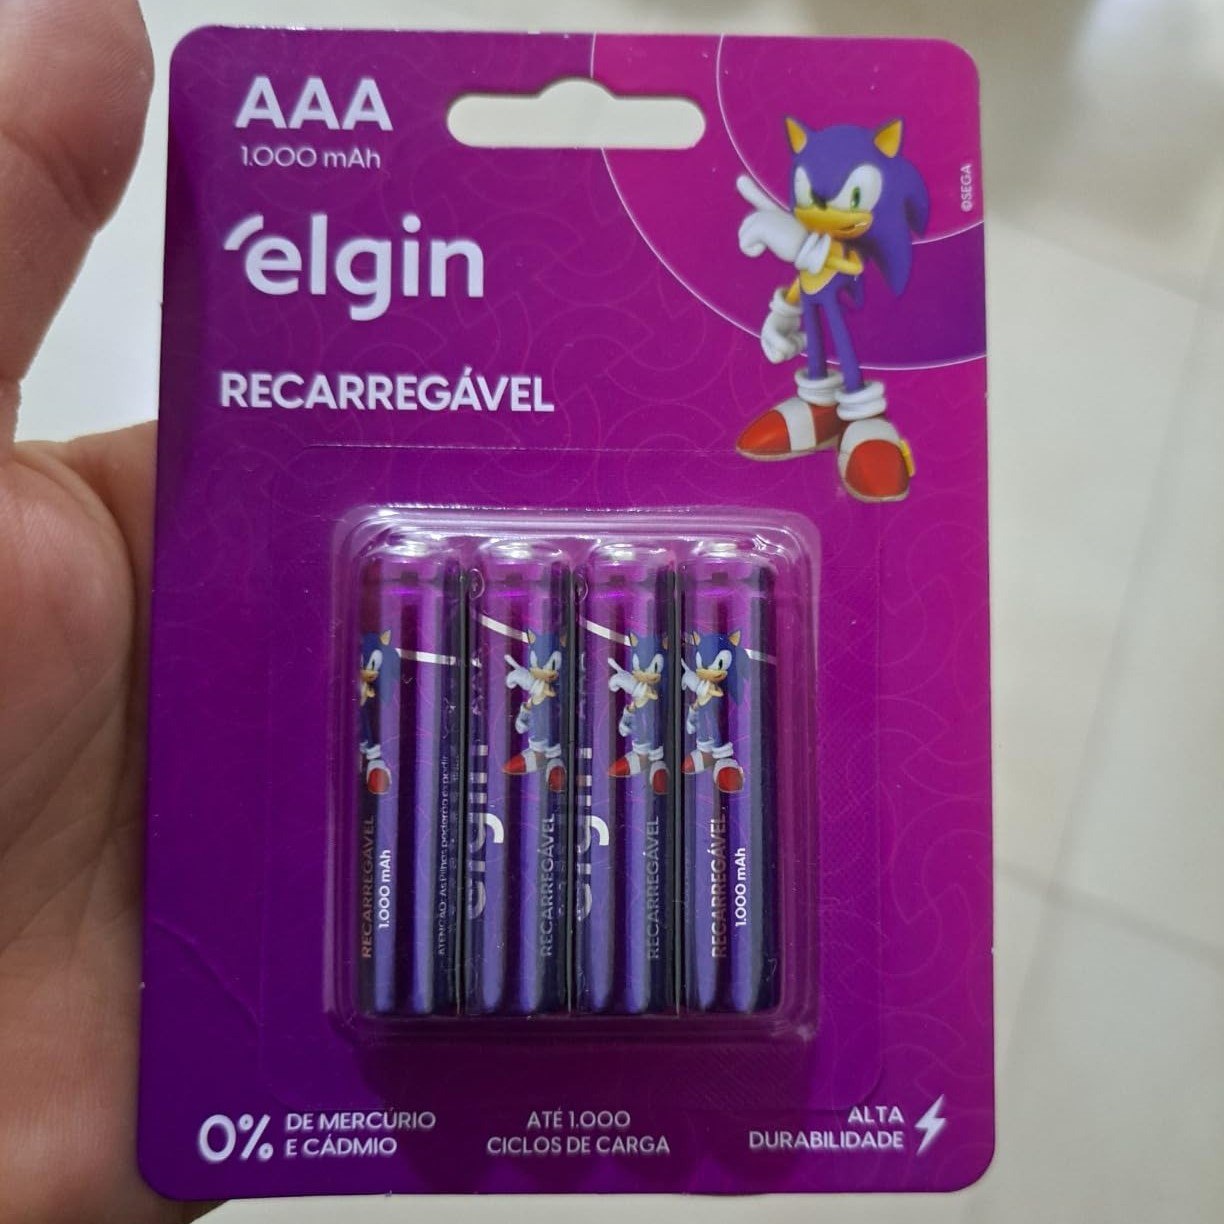 AAA
1.000 mAh
elgin
©SEGA
RECARREGÁVEL
RECARREGÁVEL
1.000 mAh
elgin
RECARREGÁVEL
elgin
RECARREGÁVEL
RECARREGÁVEL
1.000 mAh
0% DE MERCÚRIO
E CÁDMIO
ATÉ 1.000
CICLOS DE CARGA
ALTA
DURABILIDADE